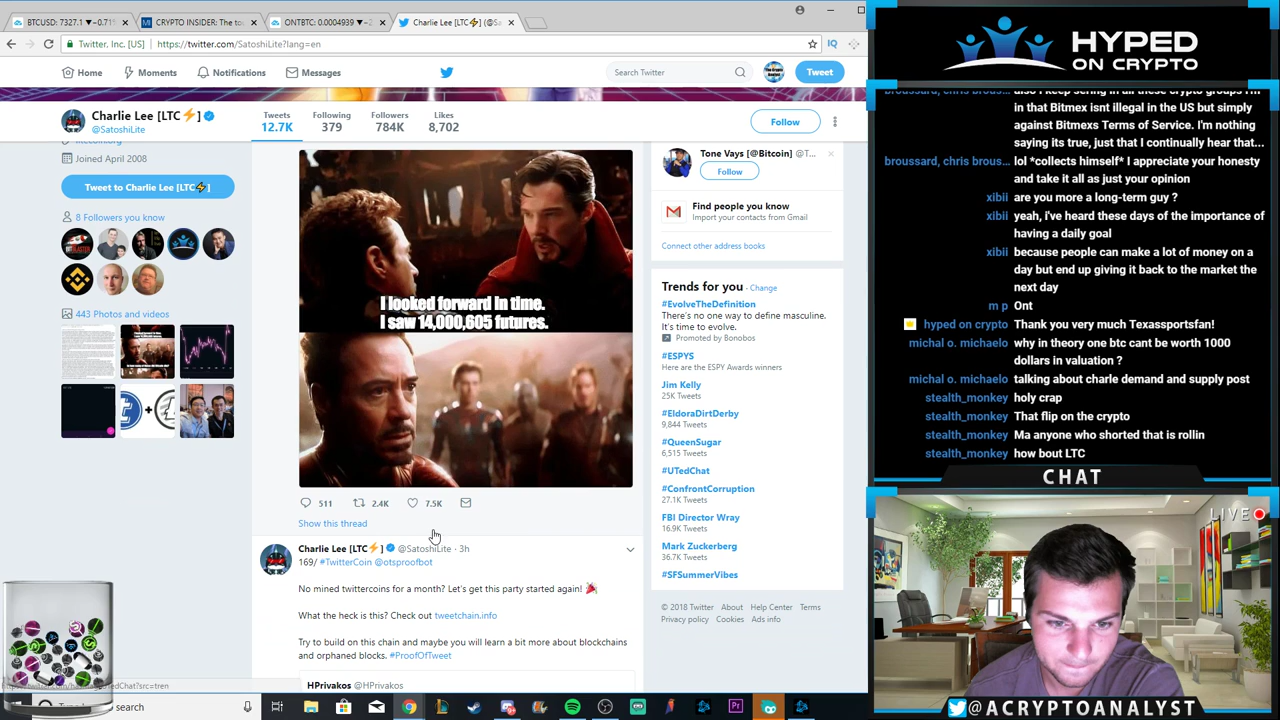 BTCUSD: 7327.1 ▼7.11%
CRYPTO INSIDER: The to
ONTBTC: 0.0004939 ▼−2
Charlie Lee [LTC⚡] (@Sa
Twitter, Inc. [US]
https://twitter.com/SatoshiLite?lang=en
Home
Moments
Notifications
Messages
Search Twitter
Tweet
Charlie Lee [LTC⚡]
@SatoshiLite
Tweets
12.7K
Following
379
Followers
784K
Likes
8,702
Follow
Joined April 2008
Tweet to Charlie Lee [LTC⚡]
8 Followers you know
443 Photos and videos
I looked forward in time.
I saw 14,000,605 futures.
511
2.4K
7.5K
Show this thread
Charlie Lee [LTC⚡] @SatoshiLite · 3h
169/ #TwitterCoin @otsproofbot
No mined twittercoins for a month? Let's get this party started again! 🎉
What the heck is this? Check out tweetchain.info
Try to build on this chain and maybe you will learn a bit more about blockchains
and orphaned blocks. #ProofOfTweet
HPrivakos @HPrivakos
Tone Vays [@Bitcoin] @T...
Follow
Find people you know
Import your contacts from Gmail
Connect other address books
Trends for you · Change
#EvolveTheDefinition
There's no one way to define masculine.
It's time to evolve.
Promoted by Bonobos
#ESPYS
Here are the ESPY Awards winners
Jim Kelly
25K Tweets
#EldoraDirtDerby
9,844 Tweets
#QueenSugar
6,515 Tweets
#UTedChat
#ConfrontCorruption
27.1K Tweets
FBI Director Wray
16.9K Tweets
Mark Zuckerberg
36.7K Tweets
#SFSummerVibes
© 2018 Twitter About Help Center Terms
Privacy policy Cookies Ads info
search
HYPED
ON CRYPTO
broussard, chris brous... also I keep seeing in all these crypto groups I'm
in that Bitmex isnt illegal in the US but simply
against Bitmexs Terms of Service. I'm nothing
saying its true, just that I continually hear that...
broussard, chris brous... lol *collects himself* I appreciate your honesty
and take it all as just your opinion
xibii are you more a long-term guy ?
xibii yeah, i've heard these days of the importance of
having a daily goal
xibii because people can make a lot of money on a
day but end up giving it back to the market the
next day
m p Ont
hyped on crypto Thank you very much Texassportsfan!
michal o. michaelo why in theory one btc cant be worth 1000
dollars in valuation ?
michal o. michaelo talking about charle demand and supply post
stealth_monkey holy crap
stealth_monkey That flip on the crypto
stealth_monkey Ma anyone who shorted that is rollin
stealth_monkey how bout LTC
CHAT
LIVE
@ACRYPTOANALYST